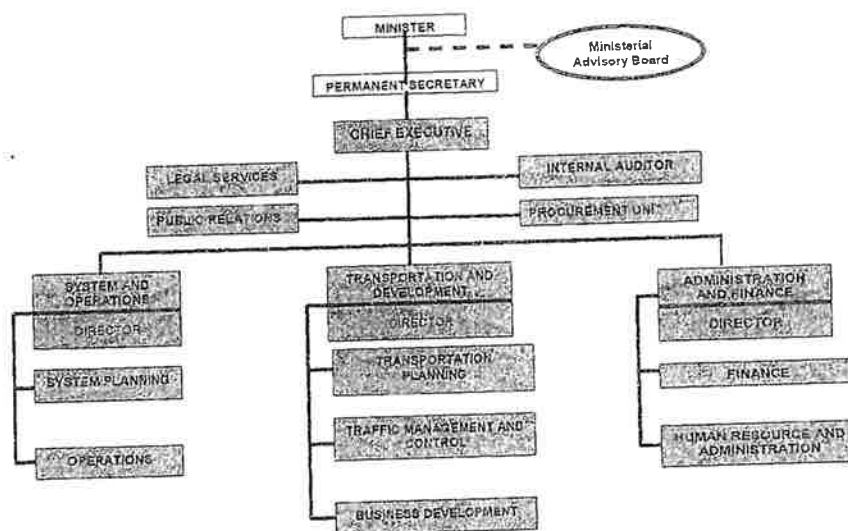 MINISTER
Ministerial
Advisory Board
PERMANENT SECRETARY
CHIEF EXECUTIVE
LEGAL SERVICES
INTERNAL AUDITOR
PUBLIC RELATIONS
PROCUREMENT UNIT
SYSTEM AND
OPERATIONS
DIRECTOR
TRANSPORTATION AND
DEVELOPMENT
DIRECTOR
ADMINISTRATION
AND FINANCE
DIRECTOR
SYSTEM PLANNING
TRANSPORTATION
PLANNING
FINANCE
OPERATIONS
TRAFFIC MANAGEMENT AND
CONTROL
HUMAN RESOURCE AND
ADMINISTRATION
BUSINESS DEVELOPMENT